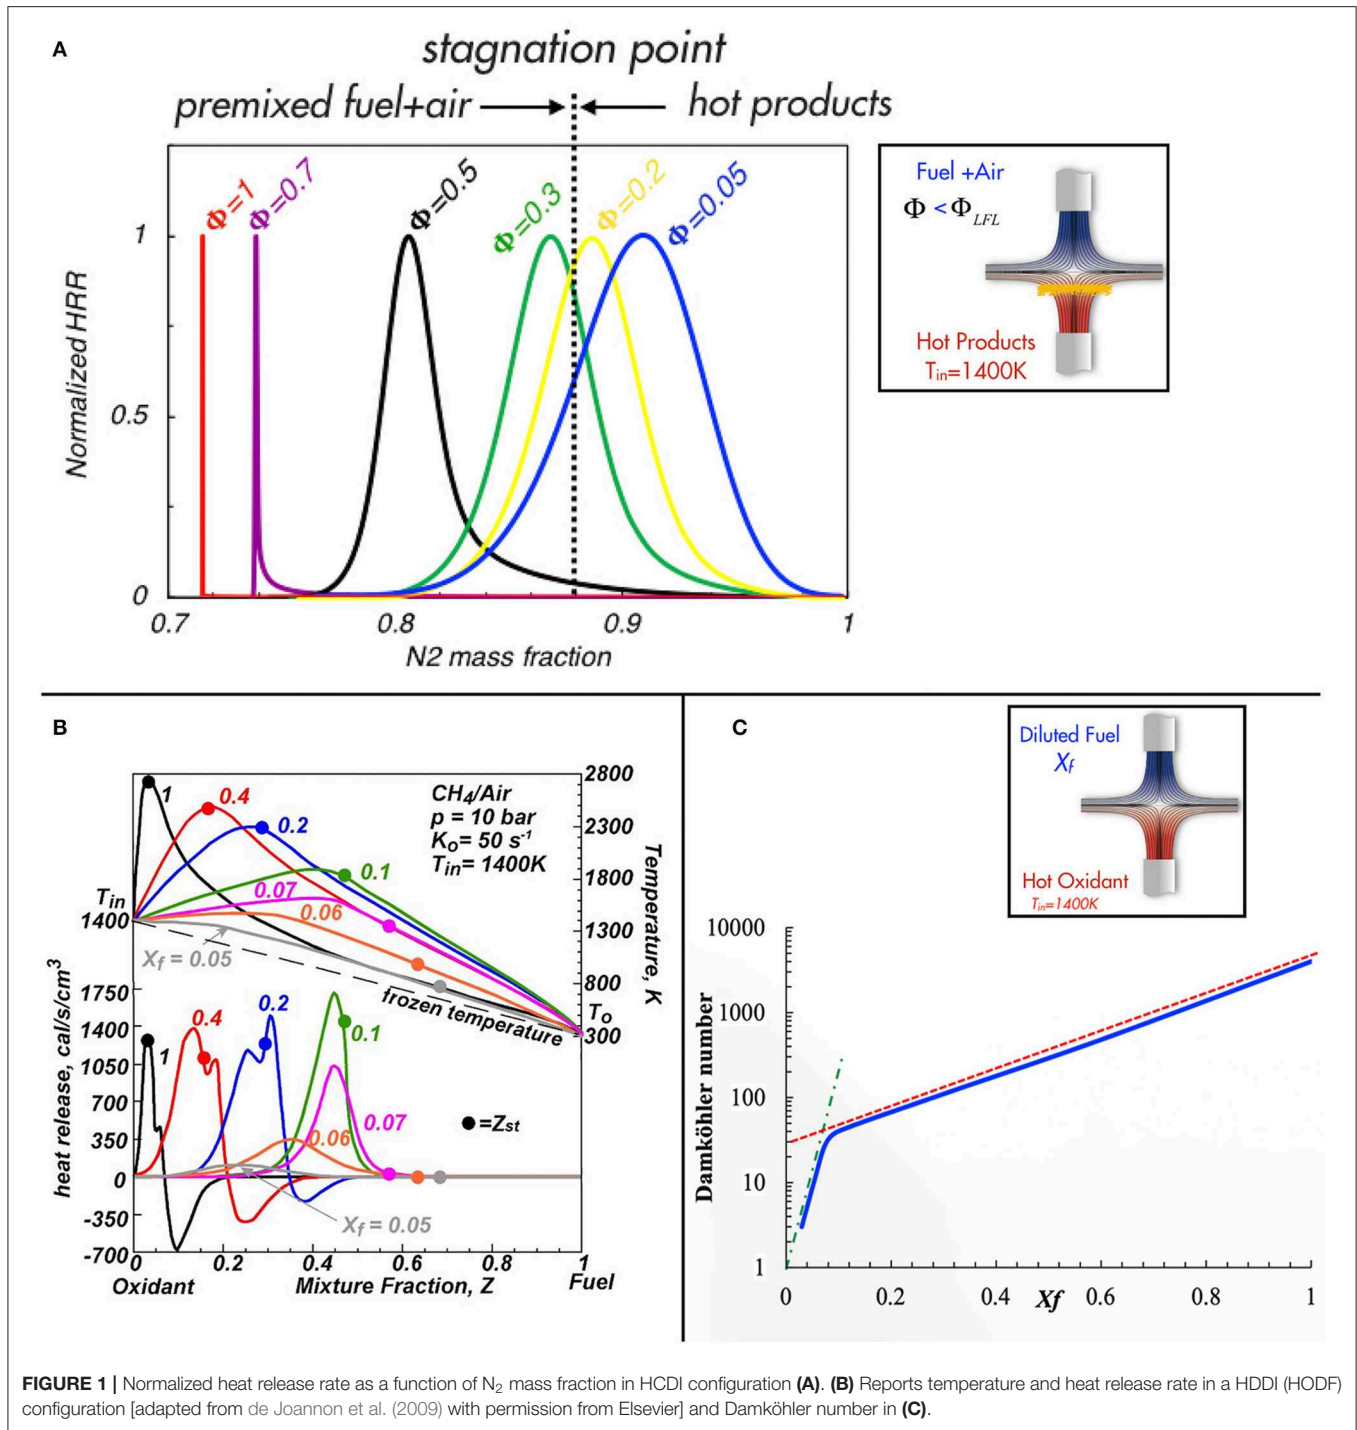 A
stagnation point
premixed fuel+air
hot products
Φ=1
Φ=0.7
Φ=0.5
Φ=0.3
Φ=0.2
Φ=0.05
1
0.5
0
Normalized HRR
0.7
0.8
0.9
1
N2 mass fraction
Fuel +Air
Φ < Φ_LFL
Hot Products
Tin=1400K
B
1
0.4
0.2
0.1
0.07
0.06
Xf = 0.05
CH4/Air
p = 10 bar
Ko= 50 s-1
Tin= 1400K
2800
2300
1800
1300
800
300
Temperature, K
Tin
1400
frozen temperature
To
1750
1400
1050
700
350
0
-350
-700
heat release, cal/s/cm3
1
0.4
0.2
0.1
0.07
0.06
Xf = 0.05
=Zst
0
0.2
0.4
0.6
0.8
1
Oxidant
Mixture Fraction, Z
Fuel
C
Diluted Fuel
Xf
Hot Oxidant
Tin=1400K
10000
1000
100
10
1
Damköhler number
0
0.2
0.4
Xf
0.6
0.8
1
FIGURE 1 | Normalized heat release rate as a function of N2 mass fraction in HCDI configuration (A). (B) Reports temperature and heat release rate in a HDDI (HODF)
configuration [adapted from de Joannon et al. (2009) with permission from Elsevier] and Damköhler number in (C).